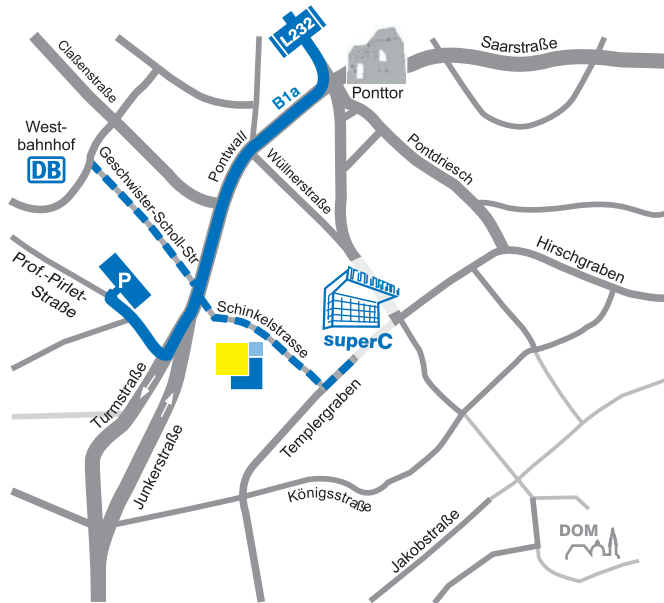 L232
Saarstraße
Claßenstraße
Ponttor
B1a
West-
bahnhof
DB
Pontwall
Geschwister-Scholl-Str
Wüllnerstraße
Pontdriesch
Hirschgraben
Prof.-Pirlet-
Straße
P
superC
Schinkelstrasse
Turmstraße
Templergraben
Junkerstraße
Königsstraße
Jakobstraße
DOM